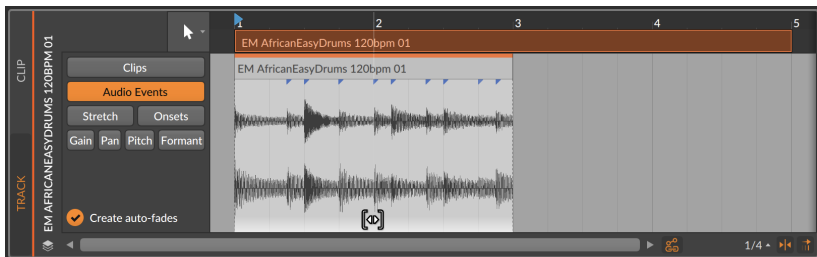 1 2 3 4 5
EM AfricanEasyDrums 120bpm 01
CLIP
TRACK
EM AFRICANEASYDRUMS 120BPM 01
Clips
Audio Events
Stretch Onsets
Gain Pan Pitch Formant
Create auto-fades
EM AfricanEasyDrums 120bpm 01
1/4